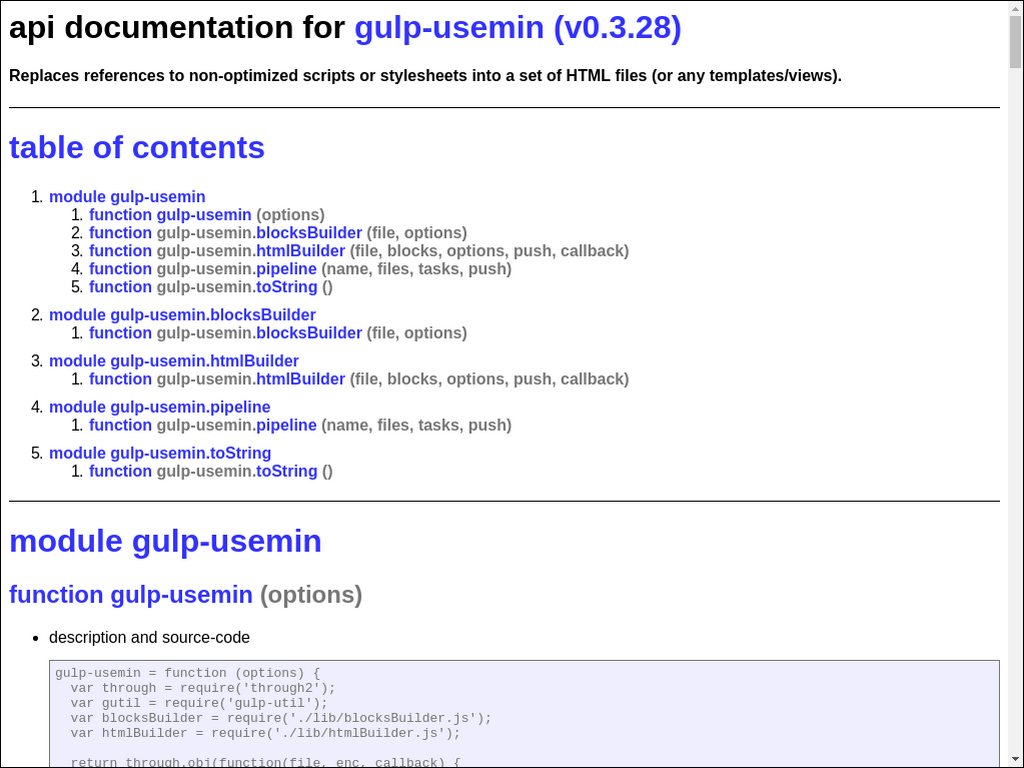 api documentation for gulp-usemin (v0.3.28)
Replaces references to non-optimized scripts or stylesheets into a set of HTML files (or any templates/views).
table of contents
1. module gulp-usemin
1. function gulp-usemin (options)
2. function gulp-usemin.blocksBuilder (file, options)
3. function gulp-usemin.htmlBuilder (file, blocks, options, push, callback)
4. function gulp-usemin.pipeline (name, files, tasks, push)
5. function gulp-usemin.toString ()
2. module gulp-usemin.blocksBuilder
1. function gulp-usemin.blocksBuilder (file, options)
3. module gulp-usemin.htmlBuilder
1. function gulp-usemin.htmlBuilder (file, blocks, options, push, callback)
4. module gulp-usemin.pipeline
1. function gulp-usemin.pipeline (name, files, tasks, push)
5. module gulp-usemin.toString
1. function gulp-usemin.toString ()
module gulp-usemin
function gulp-usemin (options)
• description and source-code
gulp-usemin = function (options) {
  var through = require('through2');
  var gutil = require('gulp-util');
  var blocksBuilder = require('./lib/blocksBuilder.js');
  var htmlBuilder = require('./lib/htmlBuilder.js');
  return through.obj(function(file, enc, callback) {